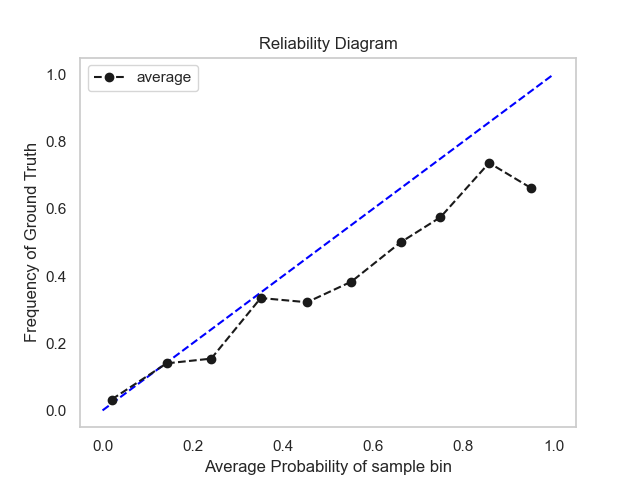 Reliability Diagram
average
Frequency of Ground Truth
1.0
0.8
0.6
0.4
0.2
0.0
0.0 0.2 0.4 0.6 0.8 1.0
Average Probability of sample bin